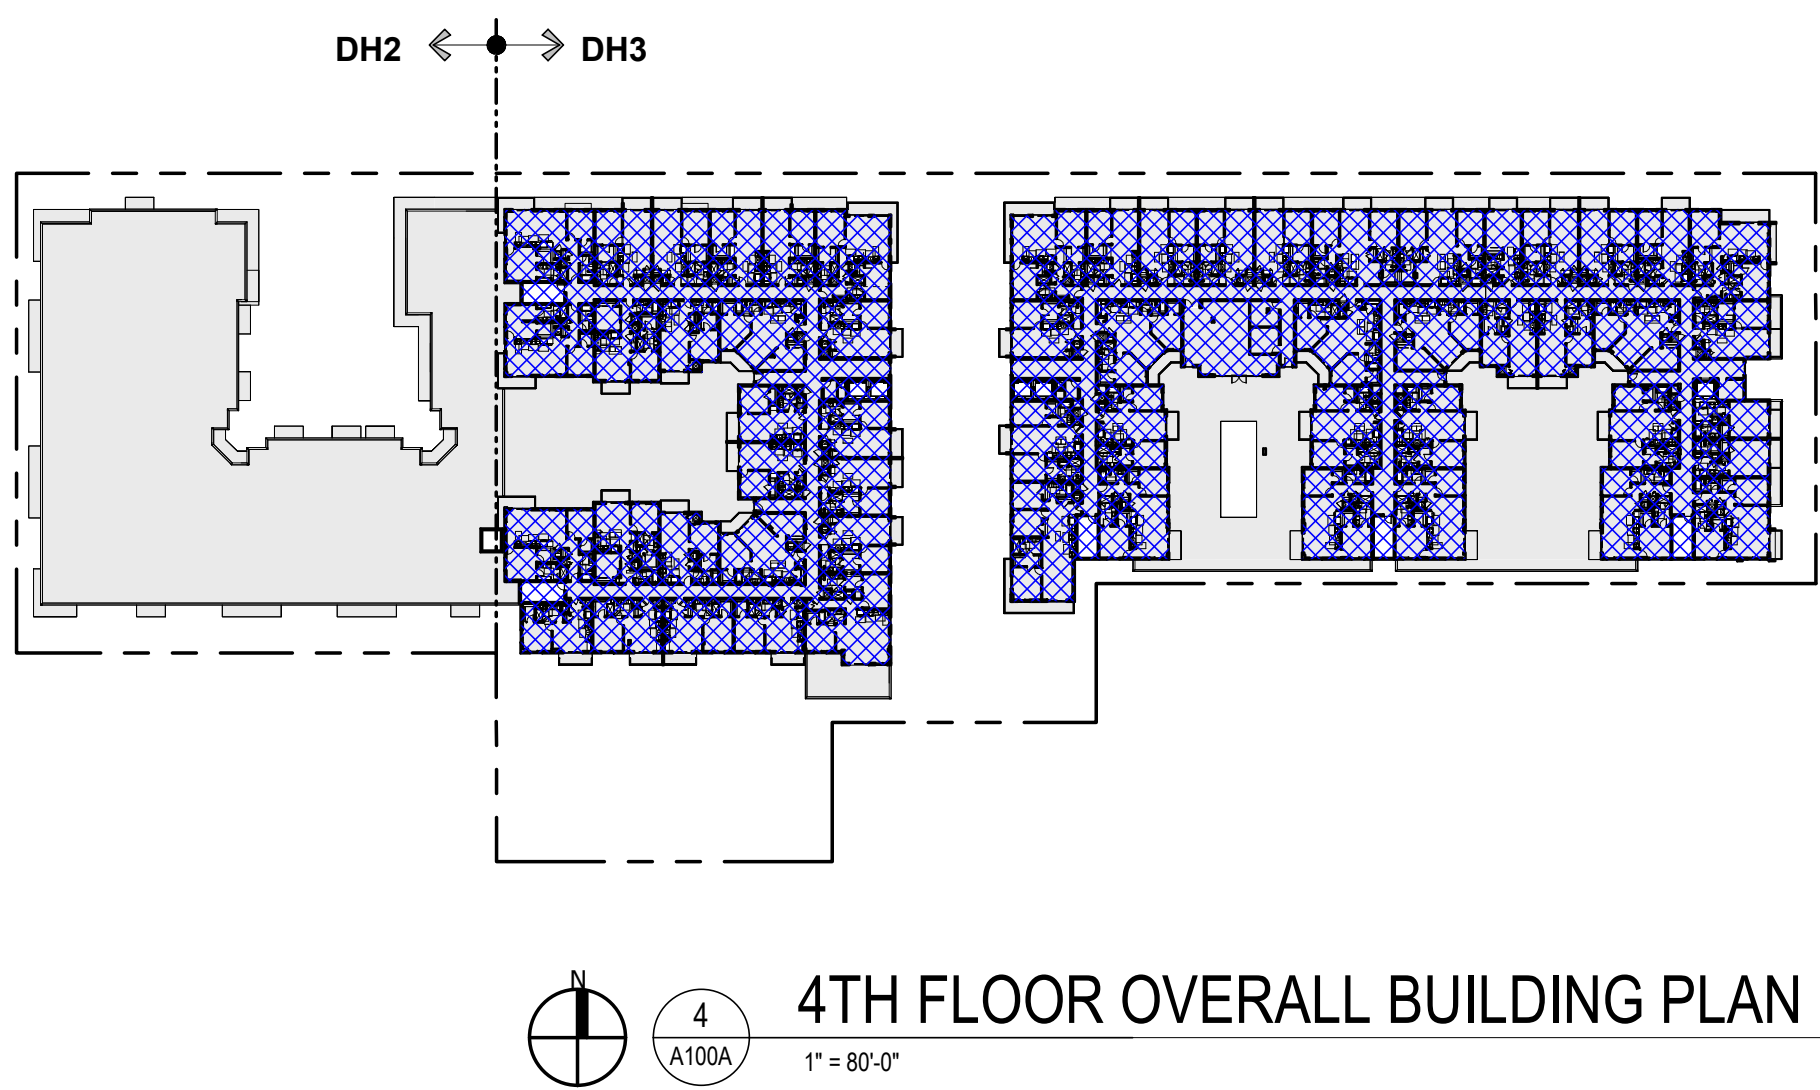 DH2
DH3
N
4
A100A
4TH FLOOR OVERALL BUILDING PLAN
1" = 80'-0"